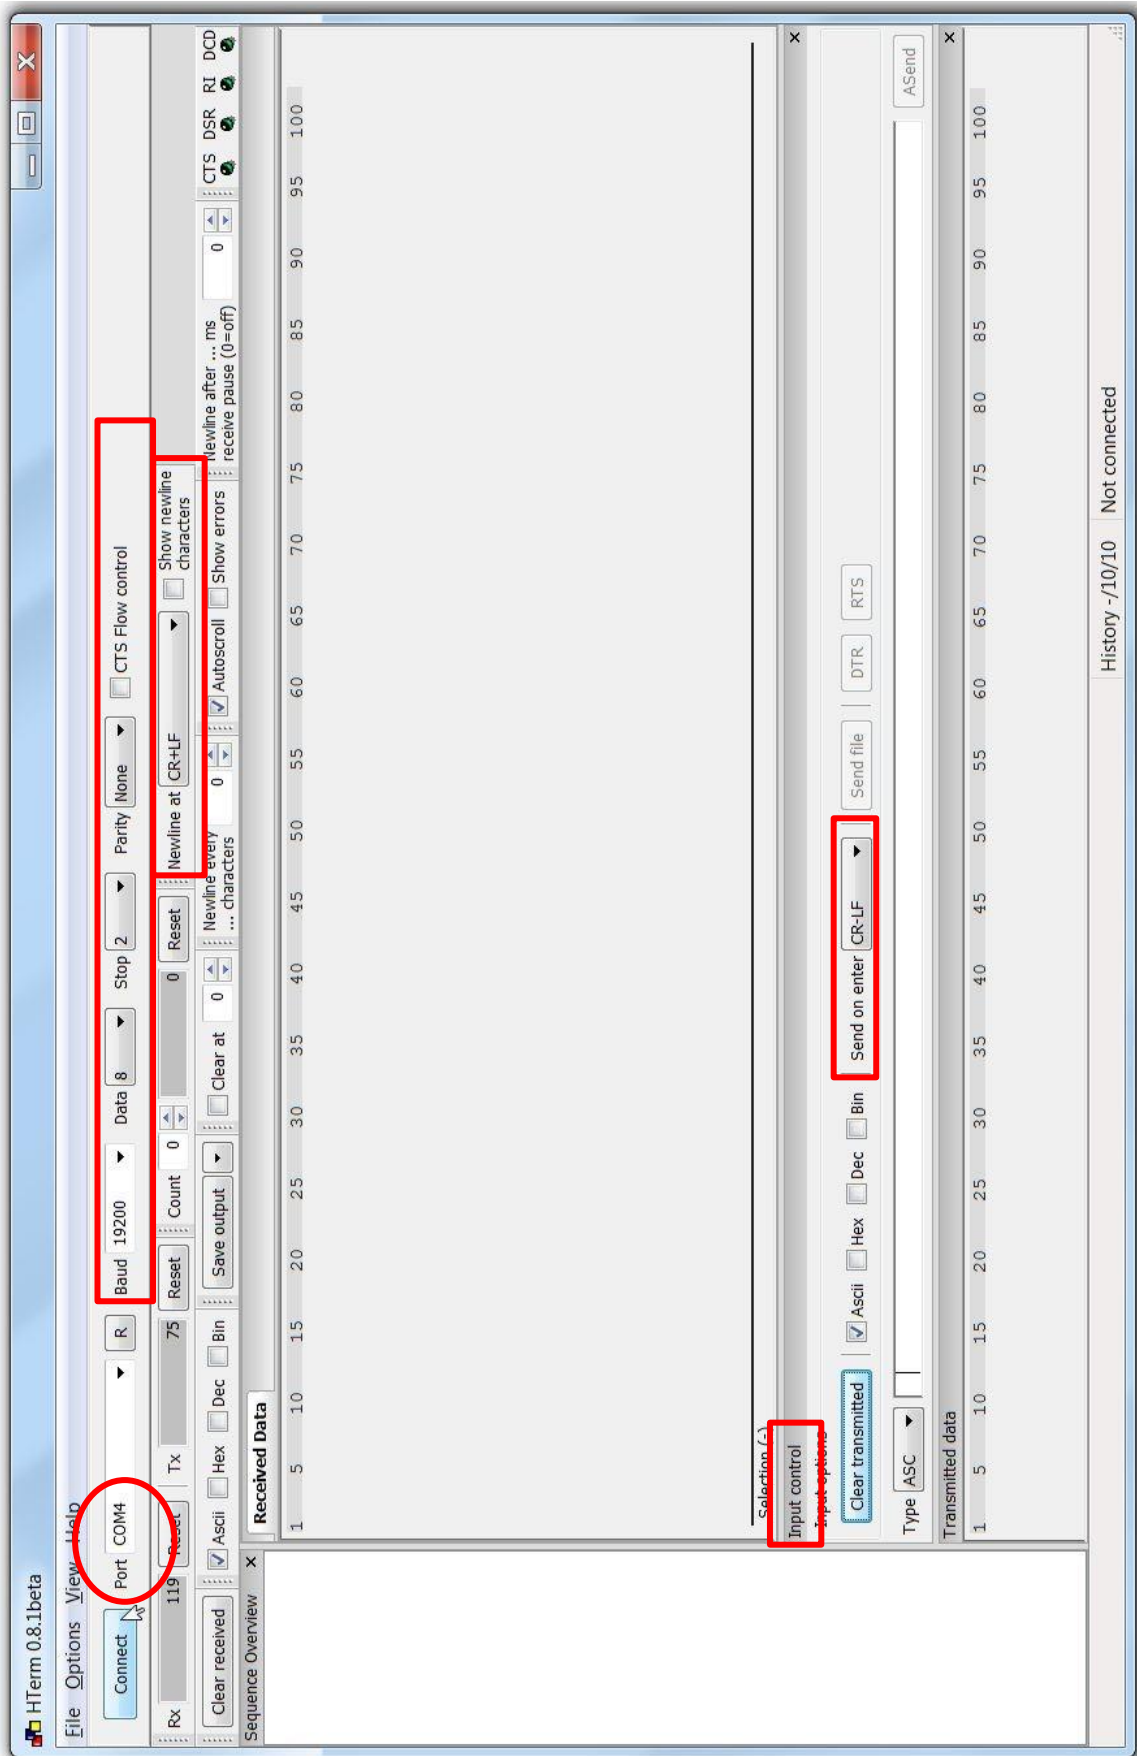 HTerm 0.8.1beta
File Options View Help
Connect Port COM4 R Baud 19200 Data 8 Stop 2 Parity None CTS Flow control
Rx 119 Reset Tx 75 Reset Count 0 0 Reset Newline at CR+LF Show newline
characters
Clear received Ascii Hex Dec Bin Save output Clear at 0 Newline every
... characters 0 Autoscroll Show errors Newline after ... ms
receive pause (0=off) 0 CTS DSR RI DCD
Sequence Overview
Received Data
1 5 10 15 20 25 30 35 40 45 50 55 60 65 70 75 80 85 90 95 100
Selection (-)
Input control
Input options
Clear transmitted Ascii Hex Dec Bin Send on enter CR-LF Send file DTR RTS
Type ASC ASend
Transmitted data
1 5 10 15 20 25 30 35 40 45 50 55 60 65 70 75 80 85 90 95 100
History -/10/10 Not connected